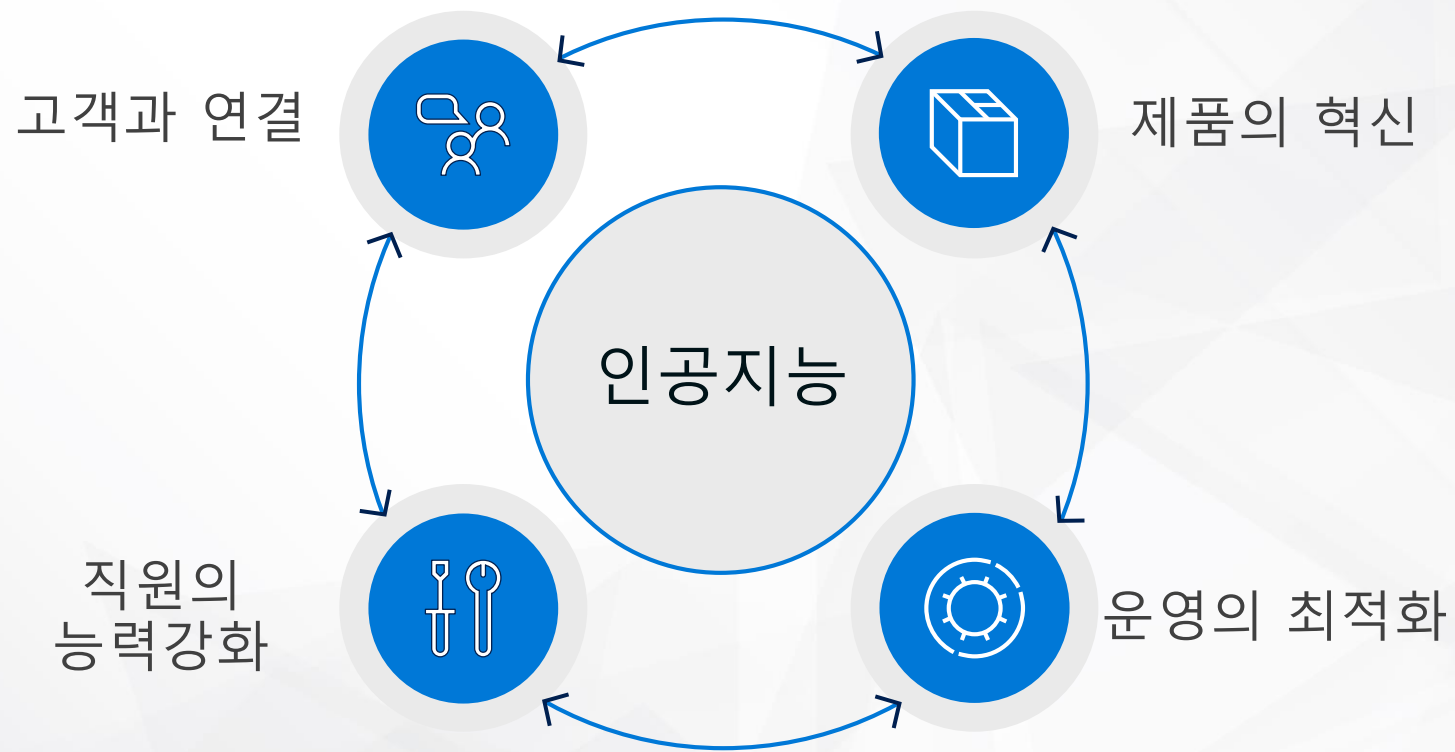 고객과 연결
제품의 혁신
인공지능
직원의
능력강화
운영의 최적화